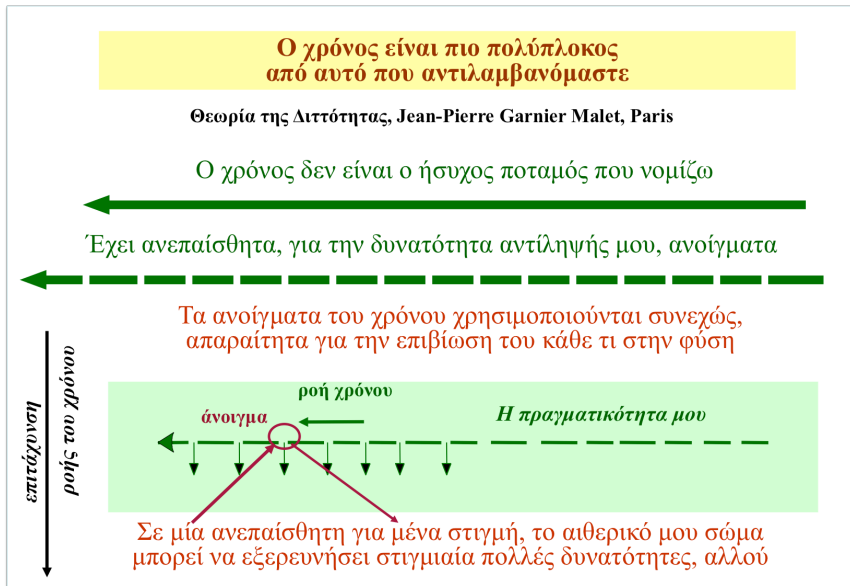 Ο χρόνος είναι πιο πολύπλοκος
από αυτό που αντιλαμβανόμαστε
Θεωρία της Διττότητας, Jean-Pierre Garnier Malet, Paris
Ο χρόνος δεν είναι ο ήσυχος ποταμός που νομίζω
Έχει ανεπαίσθητα, για την δυνατότητα αντίληψής μου, ανοίγματα
Τα ανοίγματα του χρόνου χρησιμοποιούνται συνεχώς,
απαραίτητα για την επιβίωση του κάθε τι στην φύση
επιτάχυνση
ροής του χρόνου
ροή χρόνου
άνοιγμα
Η πραγματικότητα μου
Σε μία ανεπαίσθητη για μένα στιγμή, το αιθερικό μου σώμα
μπορεί να εξερευνήσει στιγμιαία πολλές δυνατότητες, αλλού